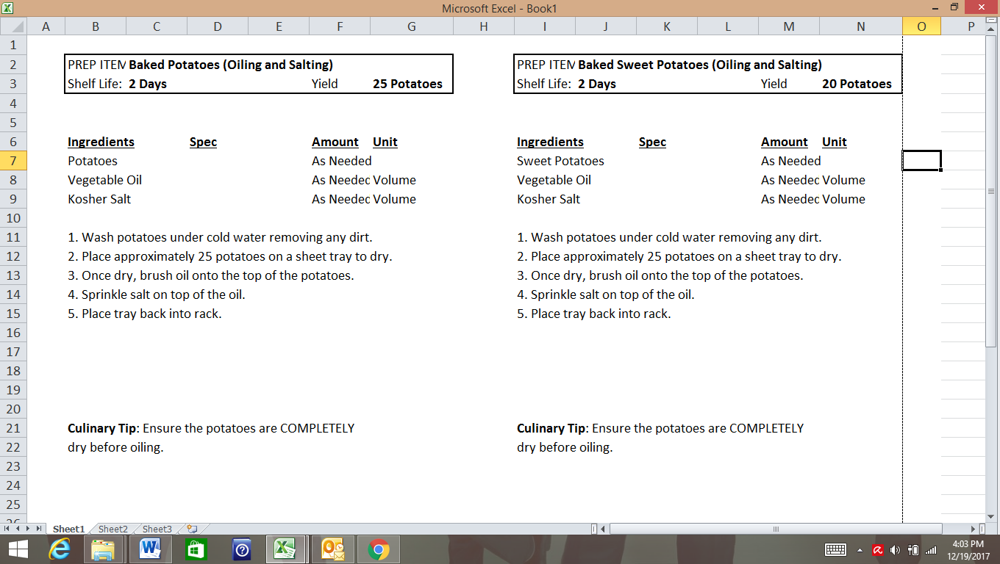 Microsoft Excel - Book1
A B C D E F G H I J K L M N O P
1
2 PREP ITEM Baked Potatoes (Oiling and Salting) PREP ITEM Baked Sweet Potatoes (Oiling and Salting)
3 Shelf Life: 2 Days Yield 25 Potatoes Shelf Life: 2 Days Yield 20 Potatoes
4
5
6 Ingredients Spec Amount Unit Ingredients Spec Amount Unit
7 Potatoes As Needed Sweet Potatoes As Needed
8 Vegetable Oil As Needed Volume Vegetable Oil As Needed Volume
9 Kosher Salt As Needed Volume Kosher Salt As Needed Volume
10
11 1. Wash potatoes under cold water removing any dirt. 1. Wash potatoes under cold water removing any dirt.
12 2. Place approximately 25 potatoes on a sheet tray to dry. 2. Place approximately 25 potatoes on a sheet tray to dry.
13 3. Once dry, brush oil onto the top of the potatoes. 3. Once dry, brush oil onto the top of the potatoes.
14 4. Sprinkle salt on top of the oil. 4. Sprinkle salt on top of the oil.
15 5. Place tray back into rack. 5. Place tray back into rack.
16
17
18
19
20
21 Culinary Tip: Ensure the potatoes are COMPLETELY Culinary Tip: Ensure the potatoes are COMPLETELY
22 dry before oiling. dry before oiling.
23
24
25
26
Sheet1 Sheet2 Sheet3
4:03 PM
12/19/2017